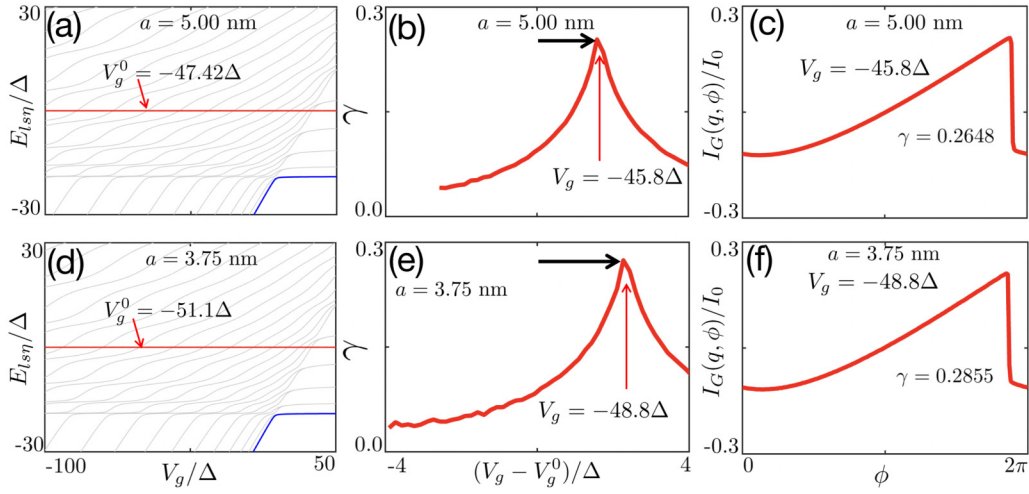 (a)
a = 5.00 nm
30
V_g^0 = −47.42Δ
E_{lsη}/Δ
-30
(b)
a = 5.00 nm
0.3
γ
V_g = −45.8Δ
0.0
(c)
a = 5.00 nm
0.3
V_g = −45.8Δ
I_G(q, ϕ)/I_0
γ = 0.2648
-0.3
(d)
a = 3.75 nm
30
V_g^0 = −51.1Δ
E_{lsη}/Δ
-30
-100
V_g/Δ
50
(e)
0.3
a = 3.75 nm
γ
V_g = −48.8Δ
0.0
-4
(V_g − V_g^0)/Δ
4
(f)
a = 3.75 nm
0.3
V_g = −48.8Δ
I_G(q, ϕ)/I_0
γ = 0.2855
-0.3
0
ϕ
2π